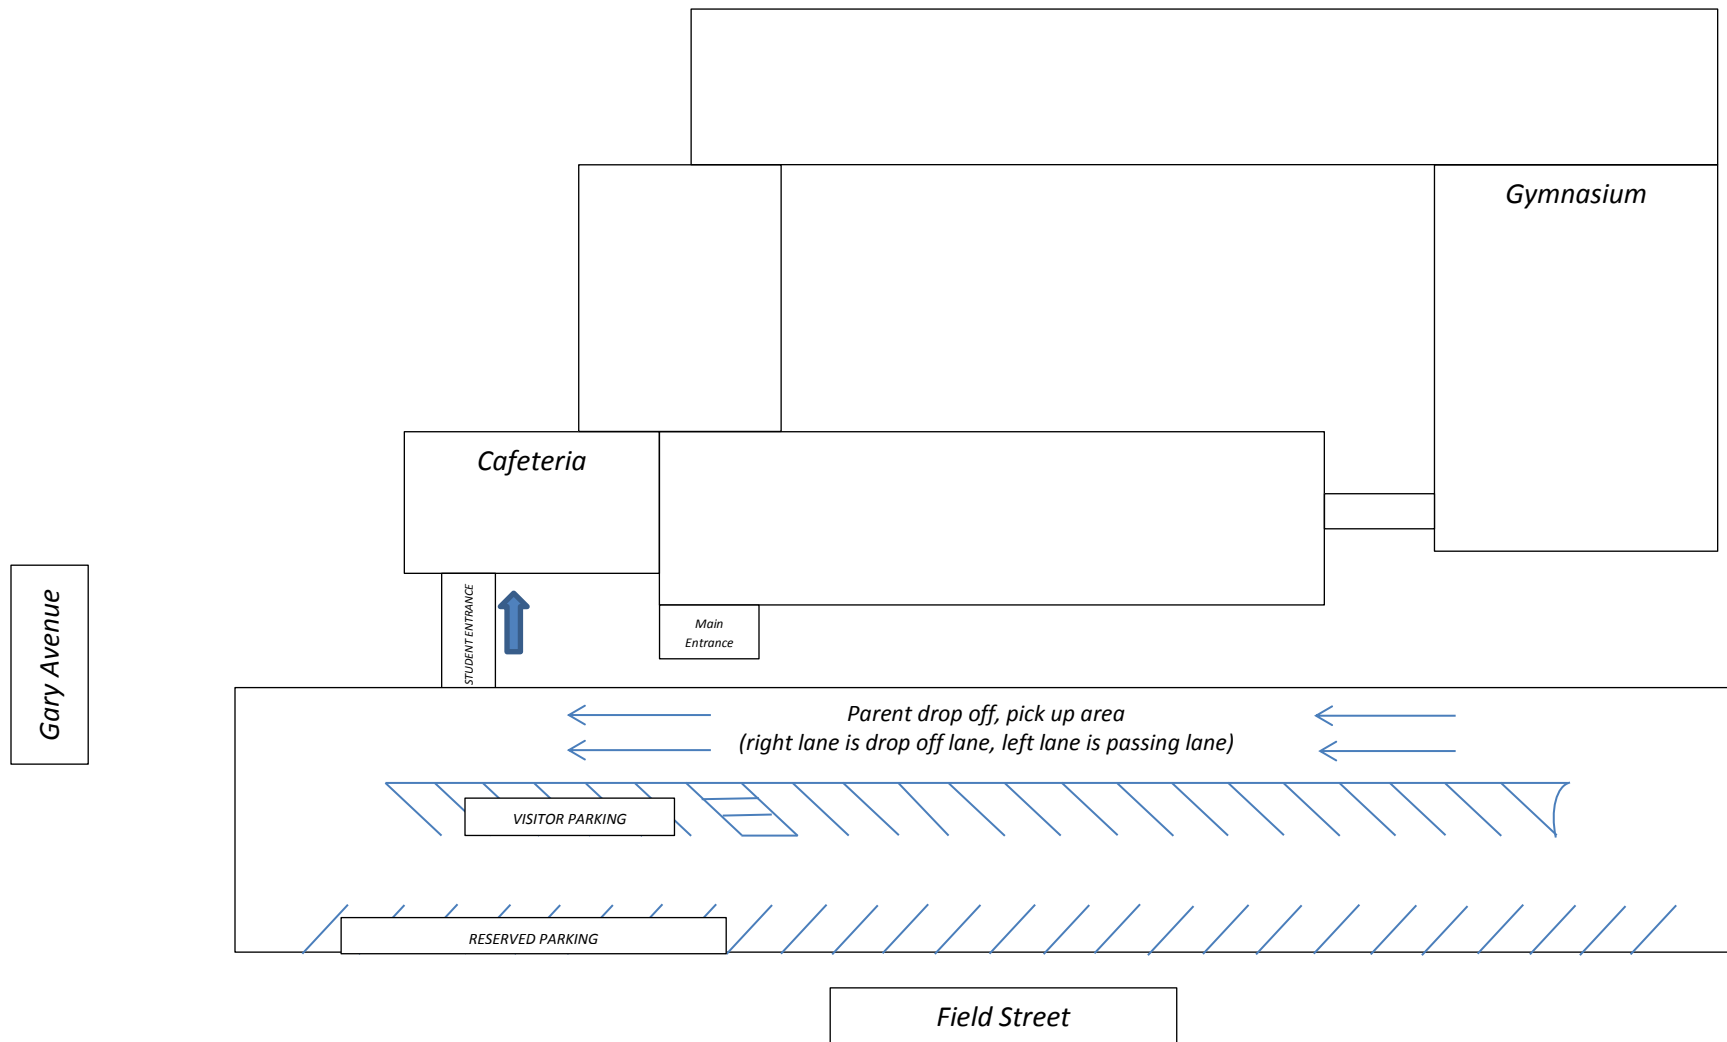 Gymnasium
Cafeteria
Gary Avenue
STUDENT ENTRANCE
Main
Entrance
Parent drop off, pick up area
(right lane is drop off lane, left lane is passing lane)
VISITOR PARKING
RESERVED PARKING
Field Street